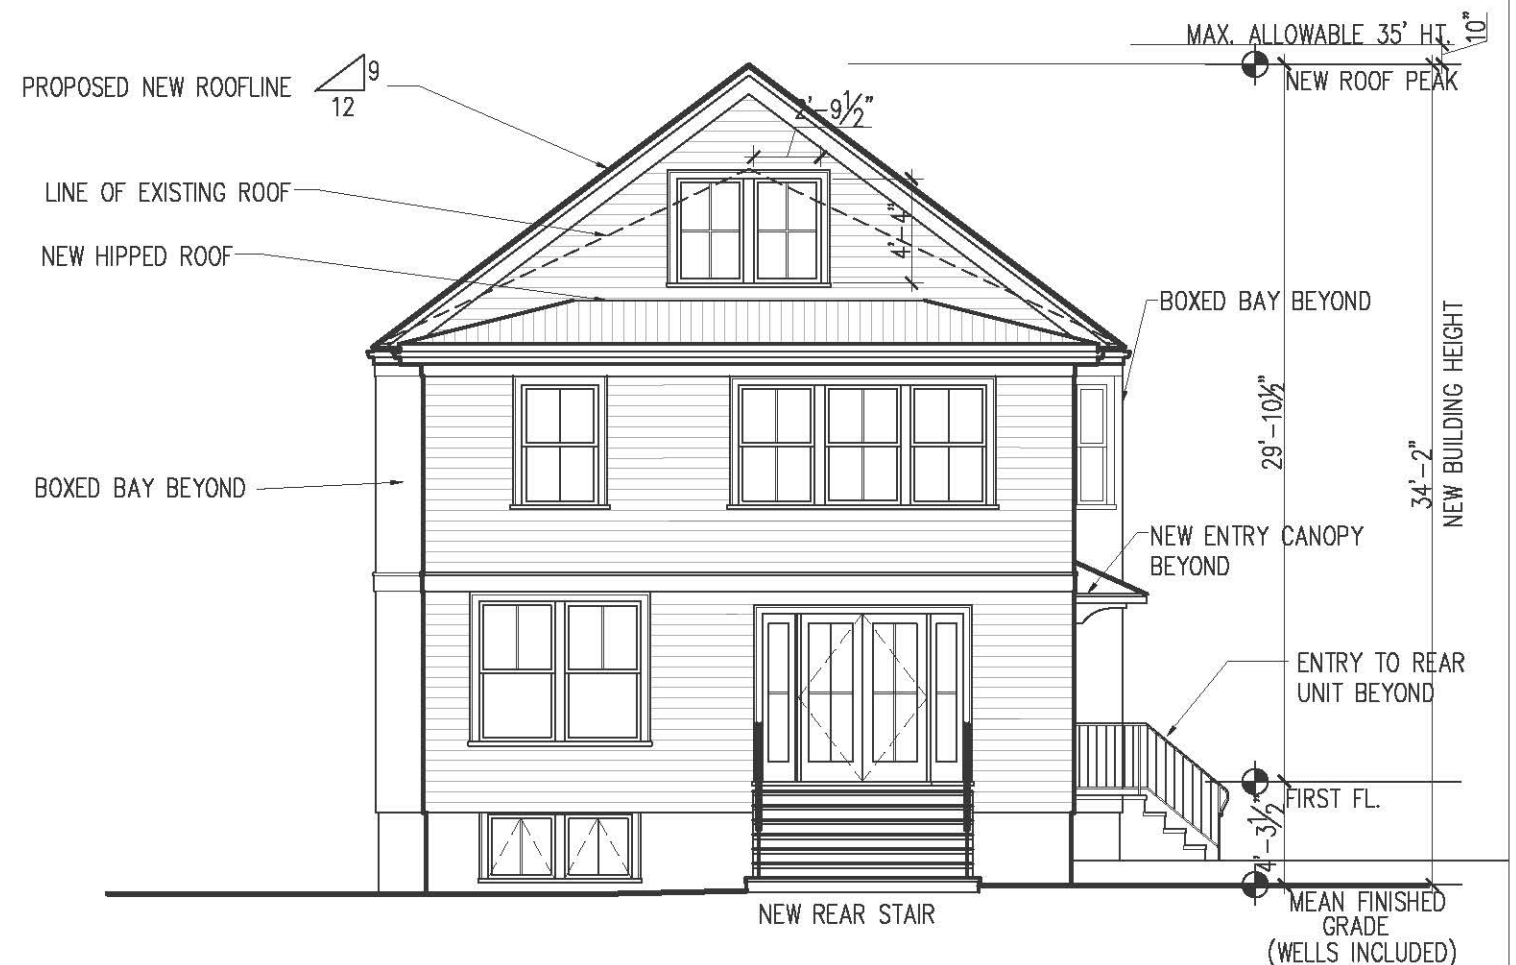 MAX. ALLOWABLE 35' HT.
10"
NEW ROOF PEAK
PROPOSED NEW ROOFLINE
9
12
2'-9½"
LINE OF EXISTING ROOF
4'-4"
NEW HIPPED ROOF
BOXED BAY BEYOND
29'-10½"
34'-2"
NEW BUILDING HEIGHT
BOXED BAY BEYOND
NEW ENTRY CANOPY
BEYOND
ENTRY TO REAR
UNIT BEYOND
FIRST FL.
4'-3½"
NEW REAR STAIR
MEAN FINISHED
GRADE
(WELLS INCLUDED)